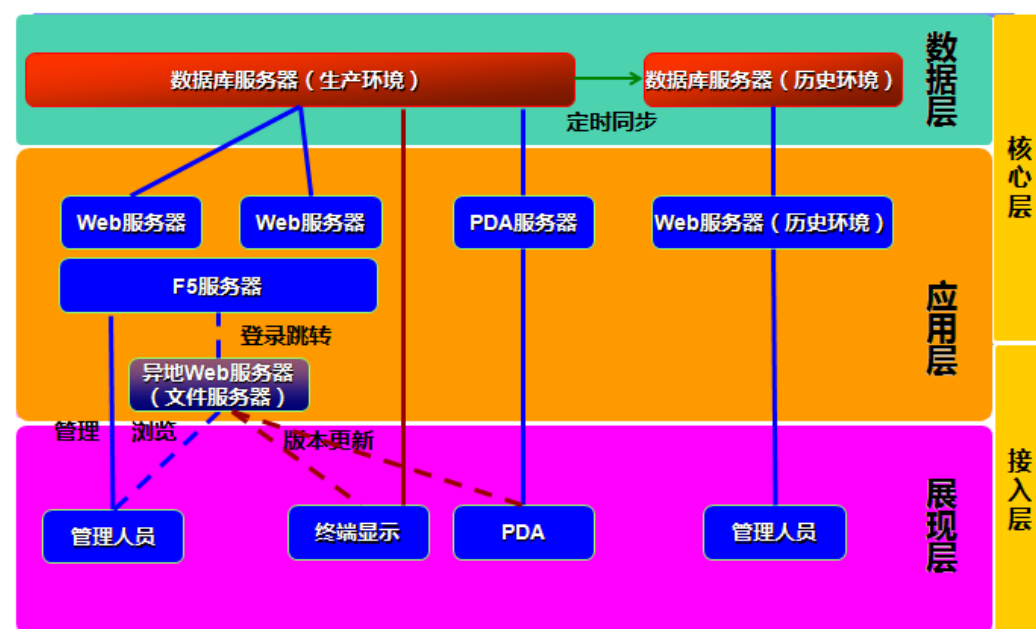 数据库服务器（生产环境）
数据库服务器（历史环境）
定时同步
数据层
Web服务器
Web服务器
PDA服务器
Web服务器（历史环境）
F5服务器
登录跳转
异地Web服务器
（文件服务器）
应用层
核心层
管理
浏览
版本更新
管理人员
终端显示
PDA
管理人员
展现层
接入层